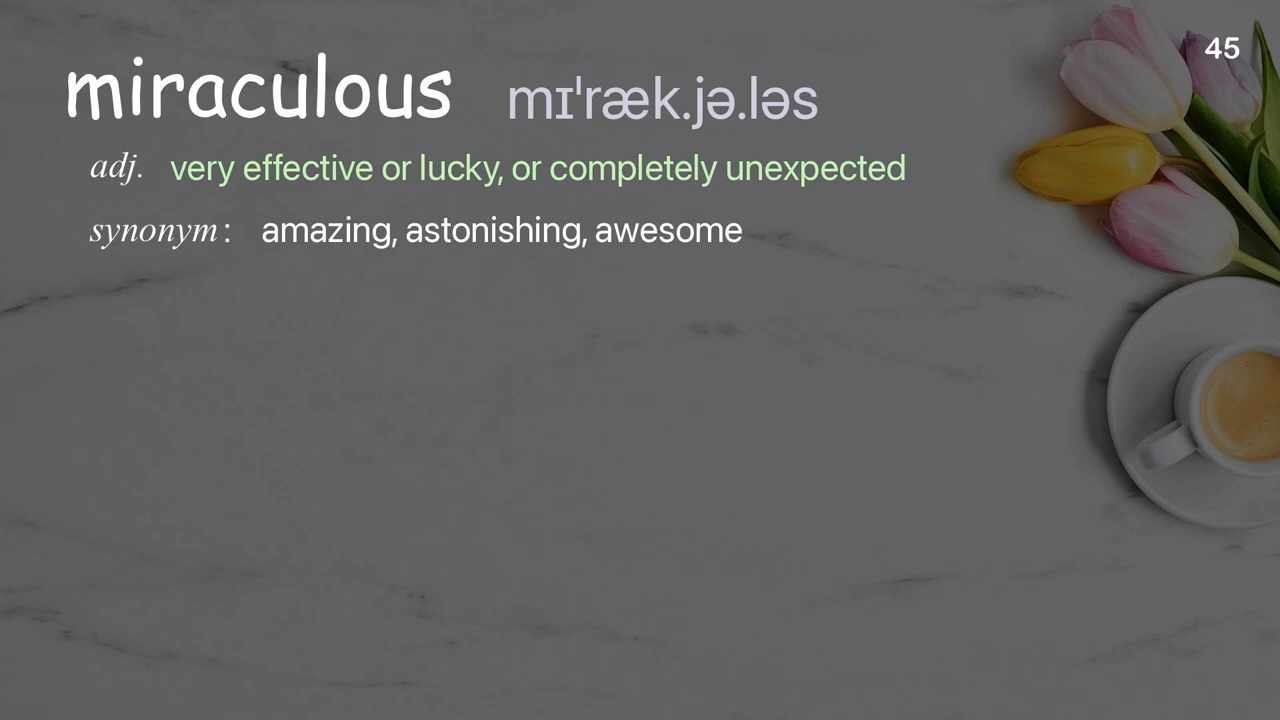 45
miraculous mɪˈræk.jə.ləs
adj. very effective or lucky, or completely unexpected
synonym : amazing, astonishing, awesome